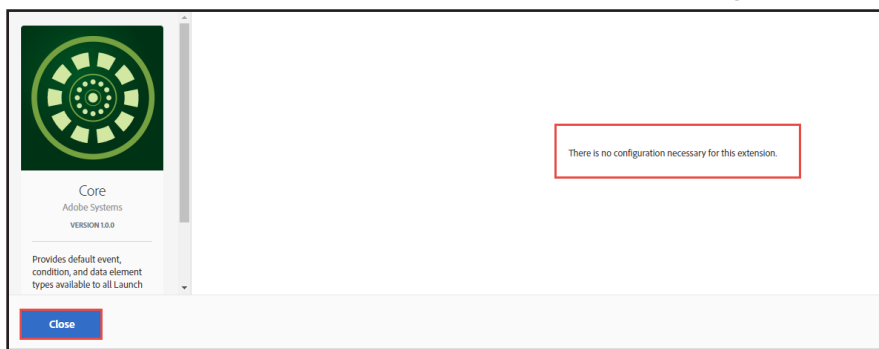 Core
Adobe Systems
VERSION 1.0.0
Provides default event,
condition, and data element
types available to all Launch
There is no configuration necessary for this extension.
Close